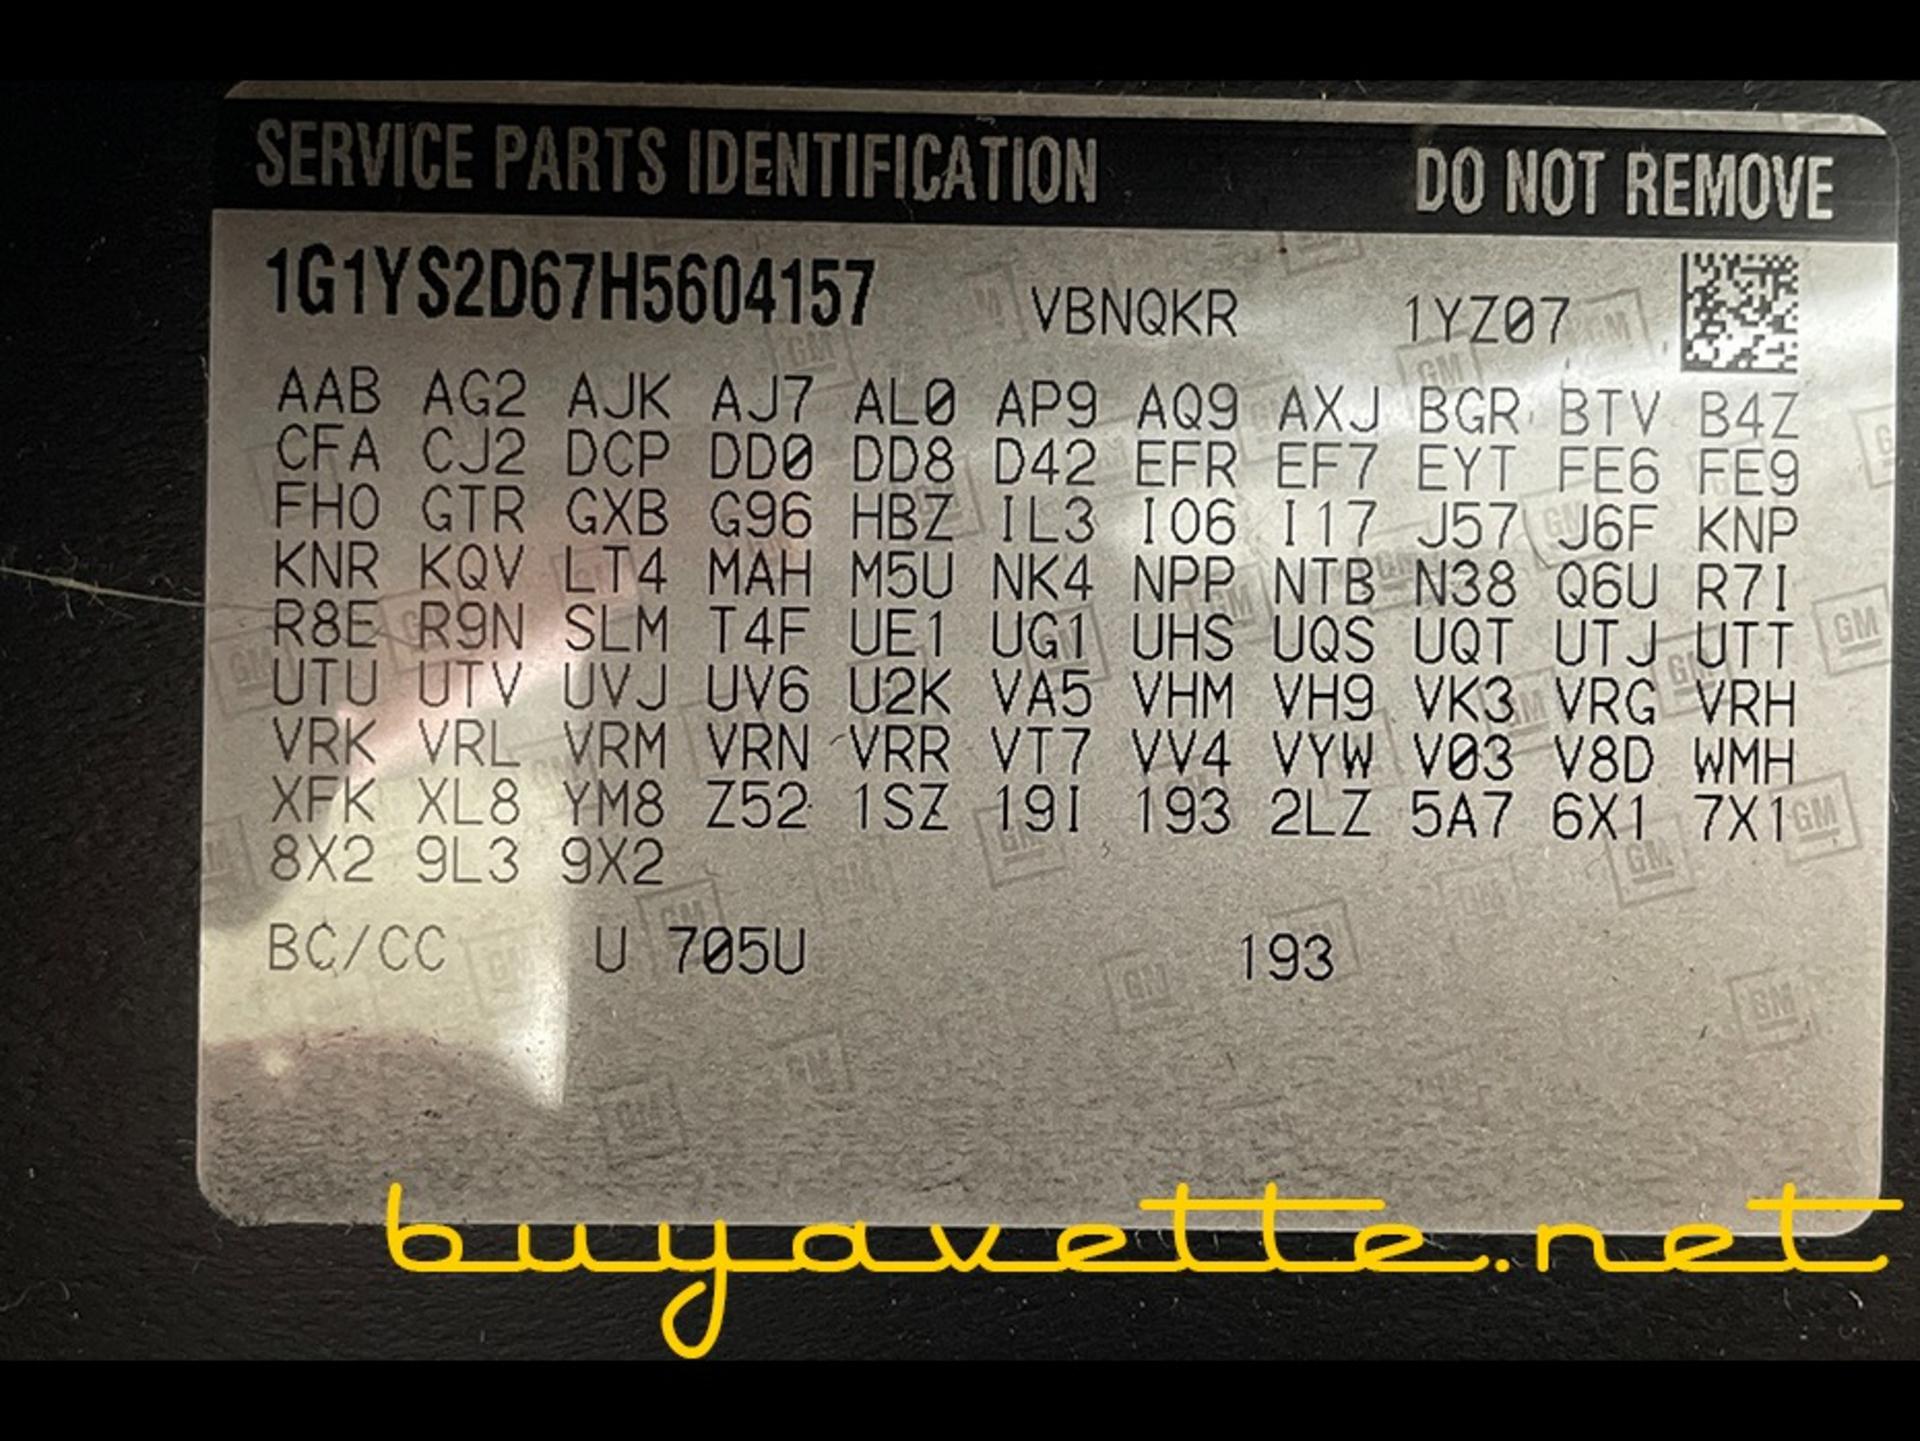 SERVICE PARTS IDENTIFICATION DO NOT REMOVE
1G1YS2D67H5604157 VBNQKR 1YZ07
AAB AG2 AJK AJ7 AL0 AP9 AQ9 AXJ BGR BTV B4Z
CFA CJ2 DCP DD0 DD8 D42 EFR EF7 EYT FE6 FE9
FHO GTR GXB G96 HBZ IL3 IO6 I17 J57 J6F KNP
KNR KQV LT4 MAH M5U NK4 NPP NTB N38 Q6U R7I
R8E R9N SLM T4F UE1 UG1 UHS UQS UQT UTJ UTT
UTU UTV UVJ UV6 U2K VA5 VHM VH9 VK3 VRG VRH
VRK VRL VRM VRN VRR VT7 VV4 VYW V03 V8D WMH
XFK XL8 YM8 Z52 1SZ 19I 193 2LZ 5A7 6X1 7X1
8X2 9L3 9X2
BC/CC U 705U 193
buyavette.net